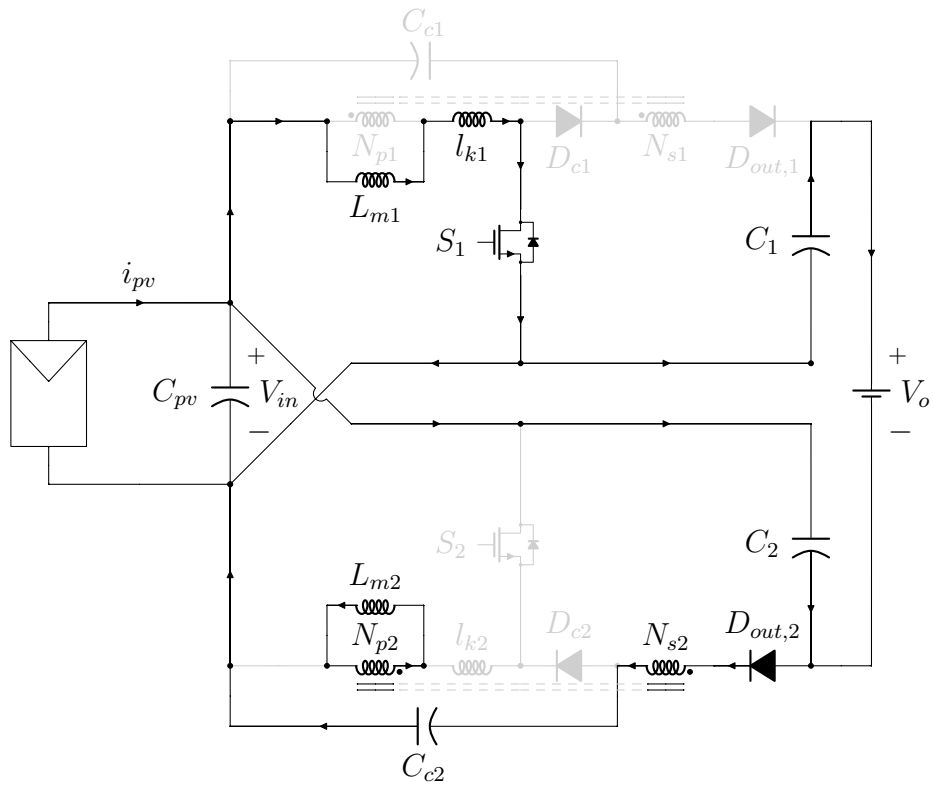 C_{c1}
N_{p1}
l_{k1}
D_{c1}
N_{s1}
D_{out,1}
L_{m1}
S_1
C_1
i_{pv}
+
+
C_{pv}
V_{in}
V_o
−
−
S_2
C_2
L_{m2}
N_{p2}
l_{k2}
D_{c2}
N_{s2}
D_{out,2}
C_{c2}